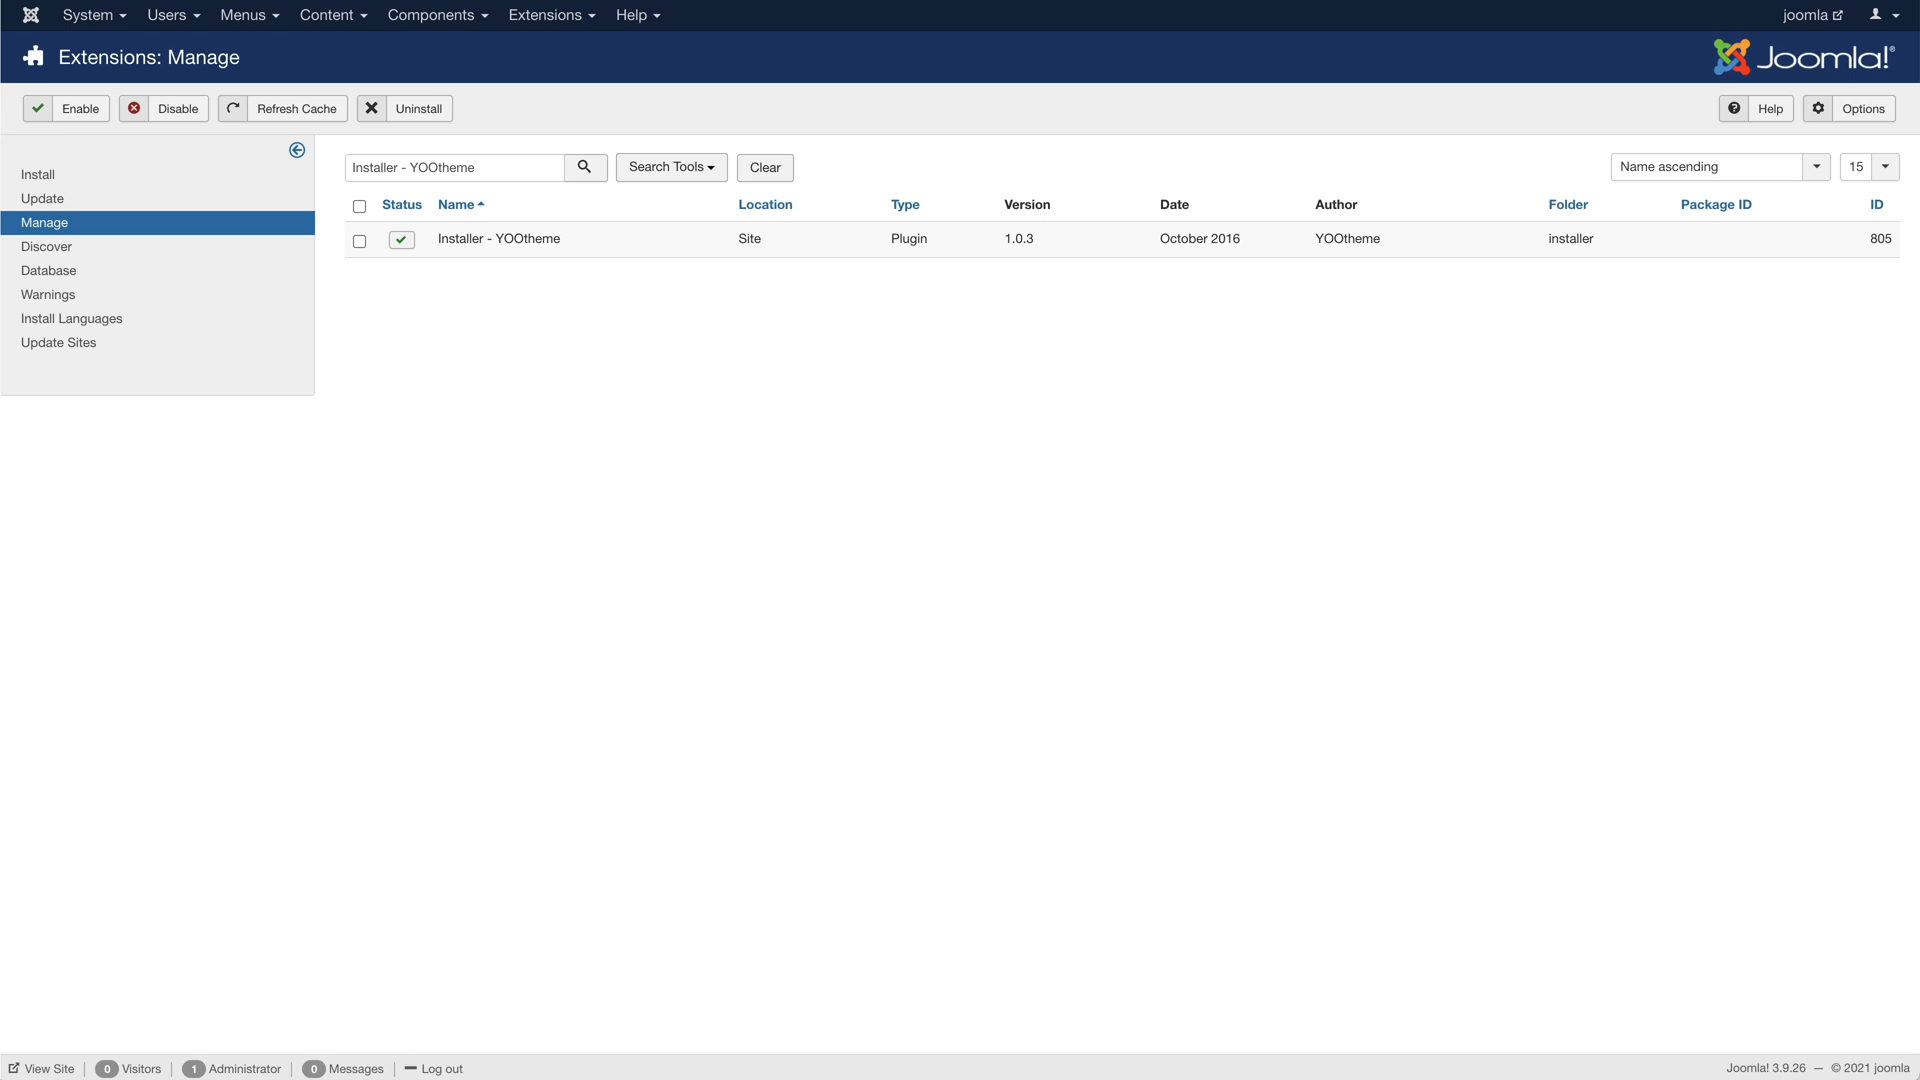 System Users Menus Content Components Extensions Help joomla
Extensions: Manage Joomla!®
Enable Disable Refresh Cache Uninstall Help Options
Install
Update
Manage
Discover
Database
Warnings
Install Languages
Update Sites
Installer - YOOtheme Search Tools Clear Name ascending 15
Status Name Location Type Version Date Author Folder Package ID ID
Installer - YOOtheme Site Plugin 1.0.3 October 2016 YOOtheme installer 805
View Site 0 Visitors 1 Administrator 0 Messages Log out Joomla! 3.9.26 — © 2021 joomla